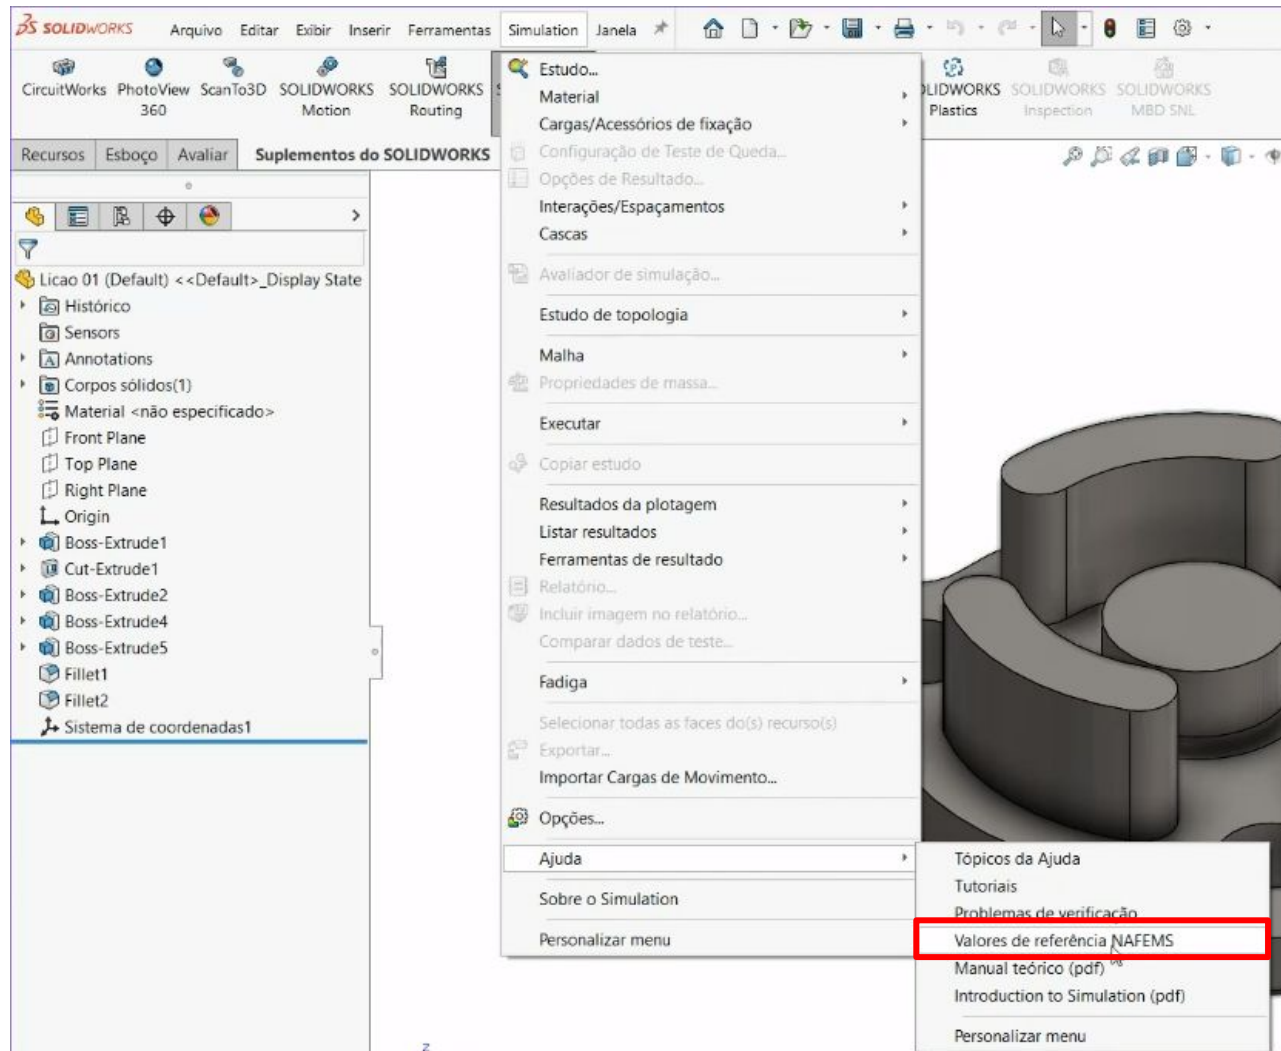 SOLIDWORKS Arquivo Editar Exibir Inserir Ferramentas Simulation Janela
CircuitWorks
PhotoView
360
ScanTo3D
SOLIDWORKS
Motion
SOLIDWORKS
Routing
LIDWORKS
Plastics
SOLIDWORKS
Inspection
SOLIDWORKS
MBD SNL
Recursos Esboço Avaliar Suplementos do SOLIDWORKS
Licao 01 (Default) <<Default>_Display State
Histórico
Sensors
Annotations
Corpos sólidos(1)
Material <não especificado>
Front Plane
Top Plane
Right Plane
Origin
Boss-Extrude1
Cut-Extrude1
Boss-Extrude2
Boss-Extrude4
Boss-Extrude5
Fillet1
Fillet2
Sistema de coordenadas1
Estudo...
Material
Cargas/Acessórios de fixação
Configuração de Teste de Queda...
Opções de Resultado...
Interações/Espaçamentos
Cascas
Avaliador de simulação...
Estudo de topologia
Malha
Propriedades de massa...
Executar
Copiar estudo
Resultados da plotagem
Listar resultados
Ferramentas de resultado
Relatório...
Incluir imagem no relatório...
Comparar dados de teste...
Fadiga
Selecionar todas as faces do(s) recurso(s)
Exportar...
Importar Cargas de Movimento...
Opções...
Ajuda
Sobre o Simulation
Personalizar menu
Tópicos da Ajuda
Tutoriais
Problemas de verificação
Valores de referência NAFEMS
Manual teórico (pdf)
Introduction to Simulation (pdf)
Personalizar menu
z